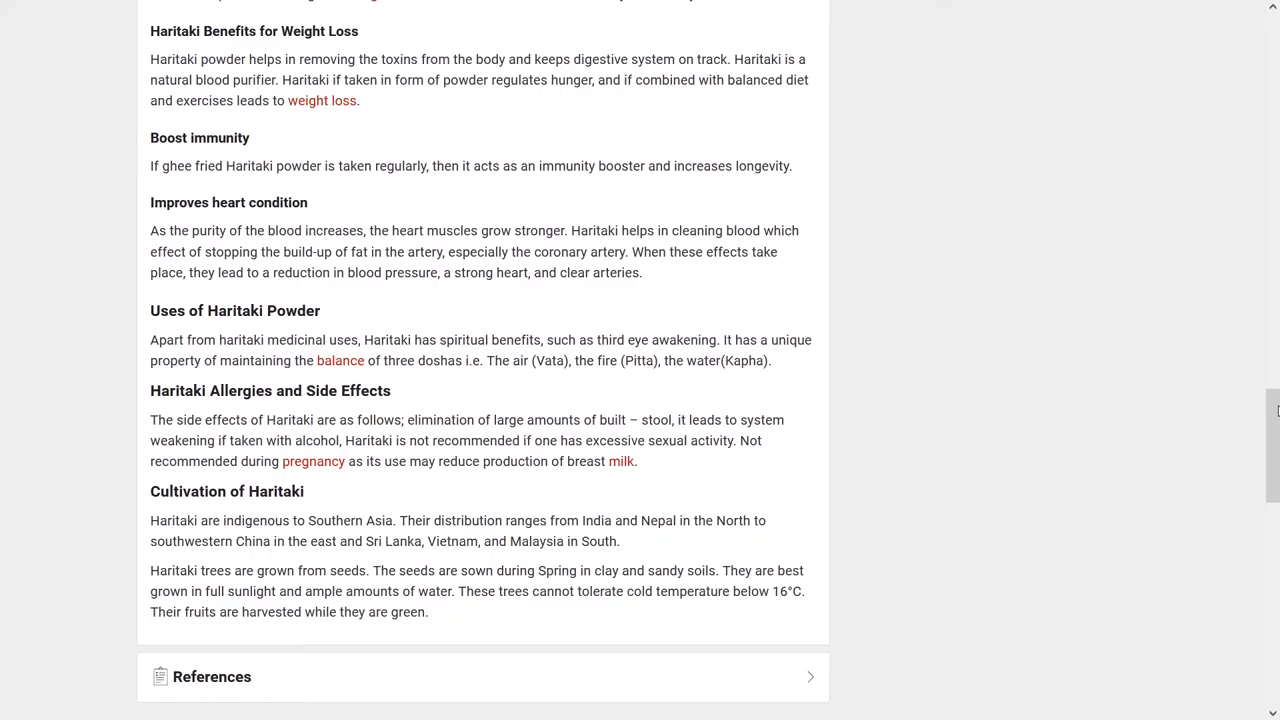 Haritaki Benefits for Weight Loss
Haritaki powder helps in removing the toxins from the body and keeps digestive system on track. Haritaki is a
natural blood purifier. Haritaki if taken in form of powder regulates hunger, and if combined with balanced diet
and exercises leads to weight loss.
Boost immunity
If ghee fried Haritaki powder is taken regularly, then it acts as an immunity booster and increases longevity.
Improves heart condition
As the purity of the blood increases, the heart muscles grow stronger. Haritaki helps in cleaning blood which
effect of stopping the build-up of fat in the artery, especially the coronary artery. When these effects take
place, they lead to a reduction in blood pressure, a strong heart, and clear arteries.
Uses of Haritaki Powder
Apart from haritaki medicinal uses, Haritaki has spiritual benefits, such as third eye awakening. It has a unique
property of maintaining the balance of three doshas i.e. The air (Vata), the fire (Pitta), the water(Kapha).
Haritaki Allergies and Side Effects
The side effects of Haritaki are as follows; elimination of large amounts of built – stool, it leads to system
weakening if taken with alcohol, Haritaki is not recommended if one has excessive sexual activity. Not
recommended during pregnancy as its use may reduce production of breast milk.
Cultivation of Haritaki
Haritaki are indigenous to Southern Asia. Their distribution ranges from India and Nepal in the North to
southwestern China in the east and Sri Lanka, Vietnam, and Malaysia in South.
Haritaki trees are grown from seeds. The seeds are sown during Spring in clay and sandy soils. They are best
grown in full sunlight and ample amounts of water. These trees cannot tolerate cold temperature below 16°C.
Their fruits are harvested while they are green.
References